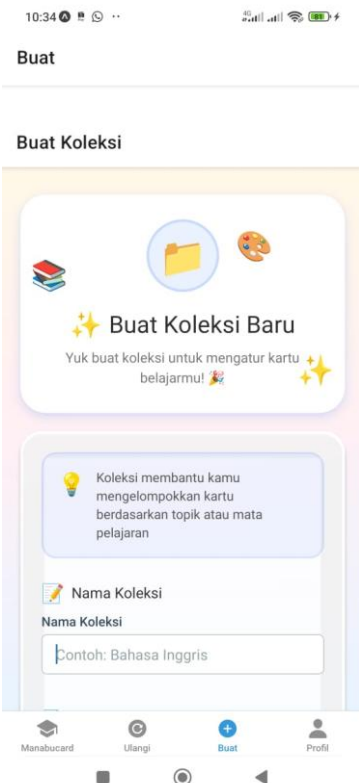 10:34
4G
Buat
Buat Koleksi
Buat Koleksi Baru
Yuk buat koleksi untuk mengatur kartu
belajarmu!
Koleksi membantu kamu
mengelompokkan kartu
berdasarkan topik atau mata
pelajaran
Nama Koleksi
Nama Koleksi
Contoh: Bahasa Inggris
Manabucard
Ulangi
Buat
Profil